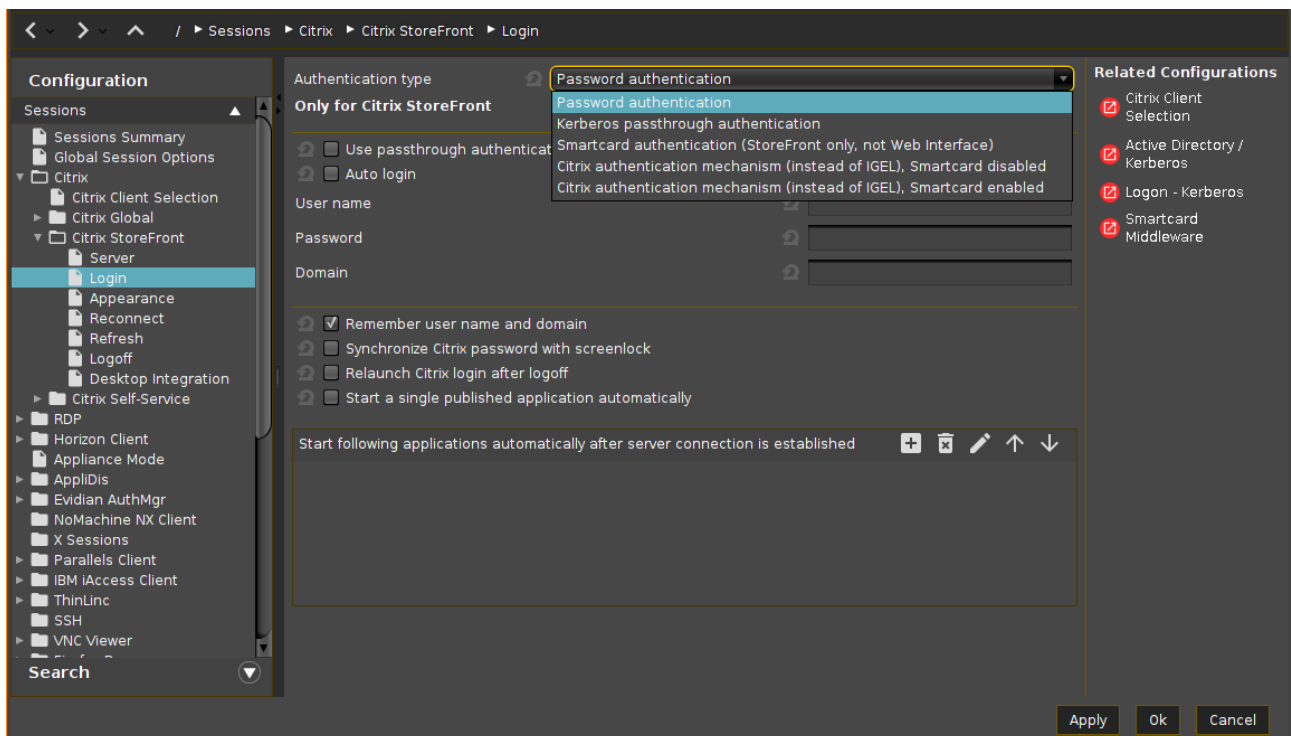 / Sessions Citrix Citrix StoreFront Login
Configuration
Sessions
Sessions Summary
Global Session Options
Citrix
Citrix Client Selection
Citrix Global
Citrix StoreFront
Server
Login
Appearance
Reconnect
Refresh
Logoff
Desktop Integration
Citrix Self-Service
RDP
Horizon Client
Appliance Mode
AppliDis
Evidian AuthMgr
NoMachine NX Client
X Sessions
Parallels Client
IBM iAccess Client
ThinLinc
SSH
VNC Viewer
Search
Authentication type
Password authentication
Password authentication
Kerberos passthrough authentication
Smartcard authentication (StoreFront only, not Web Interface)
Citrix authentication mechanism (instead of IGEL), Smartcard disabled
Citrix authentication mechanism (instead of IGEL), Smartcard enabled
Only for Citrix StoreFront
Use passthrough authenticat
Auto login
User name
Password
Domain
Remember user name and domain
Synchronize Citrix password with screenlock
Relaunch Citrix login after logoff
Start a single published application automatically
Start following applications automatically after server connection is established
Related Configurations
Citrix Client
Selection
Active Directory /
Kerberos
Logon - Kerberos
Smartcard
Middleware
Apply
Ok
Cancel